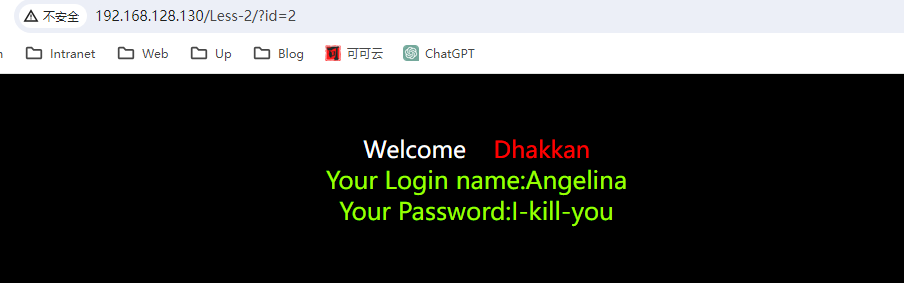 不安全 192.168.128.130/Less-2/?id=2
Intranet Web Up Blog 可可云 ChatGPT
Welcome Dhakkan
Your Login name:Angelina
Your Password:I-kill-you